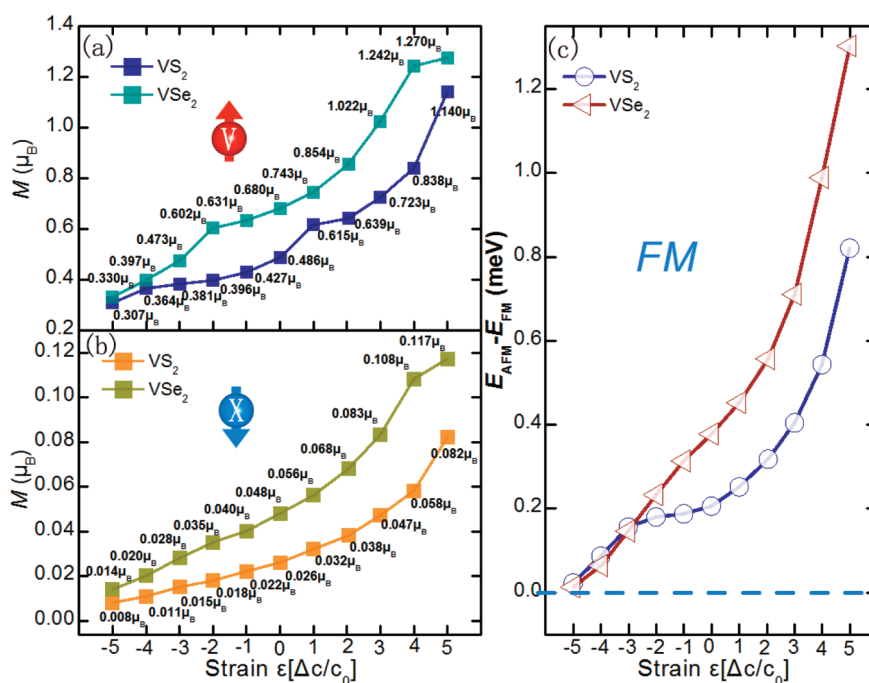 (a)
VS2
VSe2
V
M (μB)
1.4
1.2
1.0
0.8
0.6
0.4
0.2
0.330μB
0.397μB
0.473μB
0.602μB
0.631μB
0.680μB
0.743μB
0.854μB
1.022μB
1.242μB
1.270μB
0.307μB
0.364μB
0.381μB
0.396μB
0.427μB
0.486μB
0.615μB
0.639μB
0.723μB
0.838μB
1.140μB
(b)
VS2
VSe2
X
M (μB)
0.12
0.10
0.08
0.06
0.04
0.02
0.00
0.014μB
0.020μB
0.028μB
0.035μB
0.040μB
0.048μB
0.056μB
0.068μB
0.083μB
0.108μB
0.117μB
0.008μB
0.011μB
0.015μB
0.018μB
0.022μB
0.026μB
0.032μB
0.038μB
0.047μB
0.058μB
0.082μB
-5 -4 -3 -2 -1 0 1 2 3 4 5
Strain ε[Δc/c0]
(c)
VS2
VSe2
FM
EAFM-EFM (meV)
1.2
1.0
0.8
0.6
0.4
0.2
0.0
-5 -4 -3 -2 -1 0 1 2 3 4 5
Strain ε[Δc/c0]